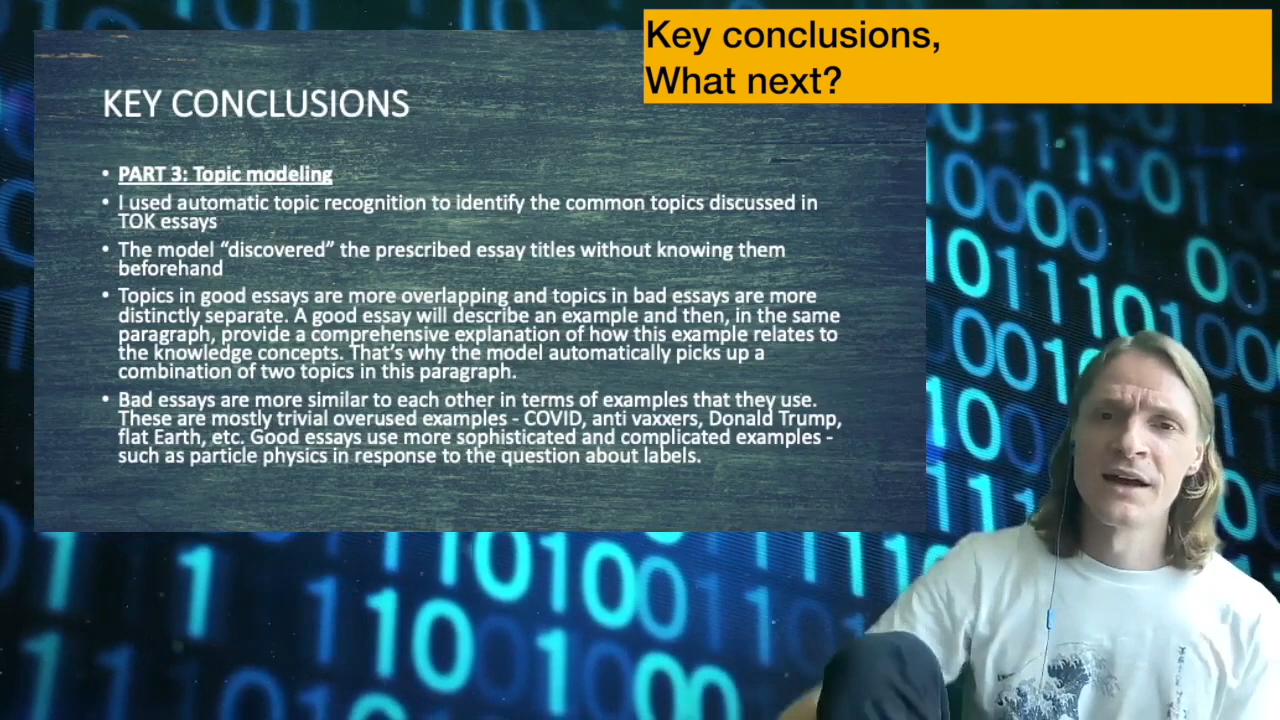 Key conclusions,
What next?
KEY CONCLUSIONS
• PART 3: Topic modeling
• I used automatic topic recognition to identify the common topics discussed in
TOK essays
• The model “discovered” the prescribed essay titles without knowing them
beforehand
• Topics in good essays are more overlapping and topics in bad essays are more
distinctly separate. A good essay will describe an example and then, in the same
paragraph, provide a comprehensive explanation of how this example relates to
the knowledge concepts. That’s why the model automatically picks up a
combination of two topics in this paragraph.
• Bad essays are more similar to each other in terms of examples that they use.
These are mostly trivial overused examples - COVID, anti vaxxers, Donald Trump,
flat Earth, etc. Good essays use more sophisticated and complicated examples -
such as particle physics in response to the question about labels.